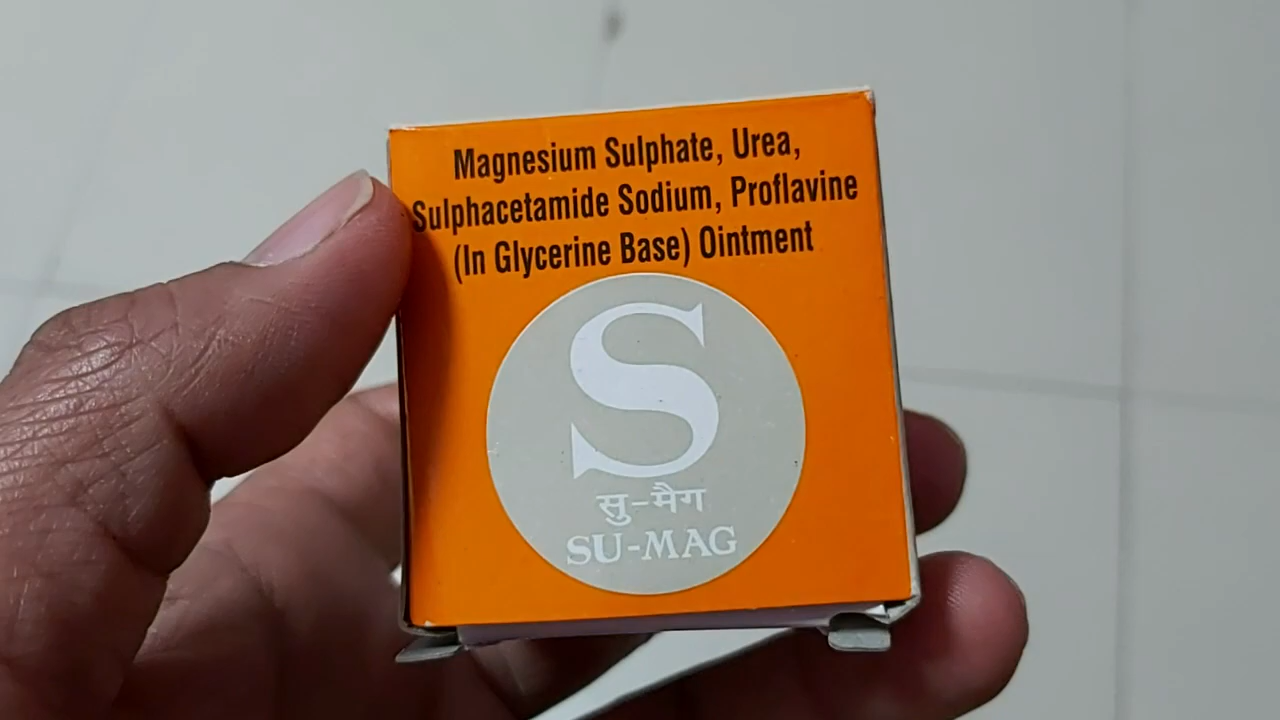 Magnesium Sulphate, Urea,
Sulphacetamide Sodium, Proflavine
(In Glycerine Base) Ointment
S
सु-मैग
SU-MAG